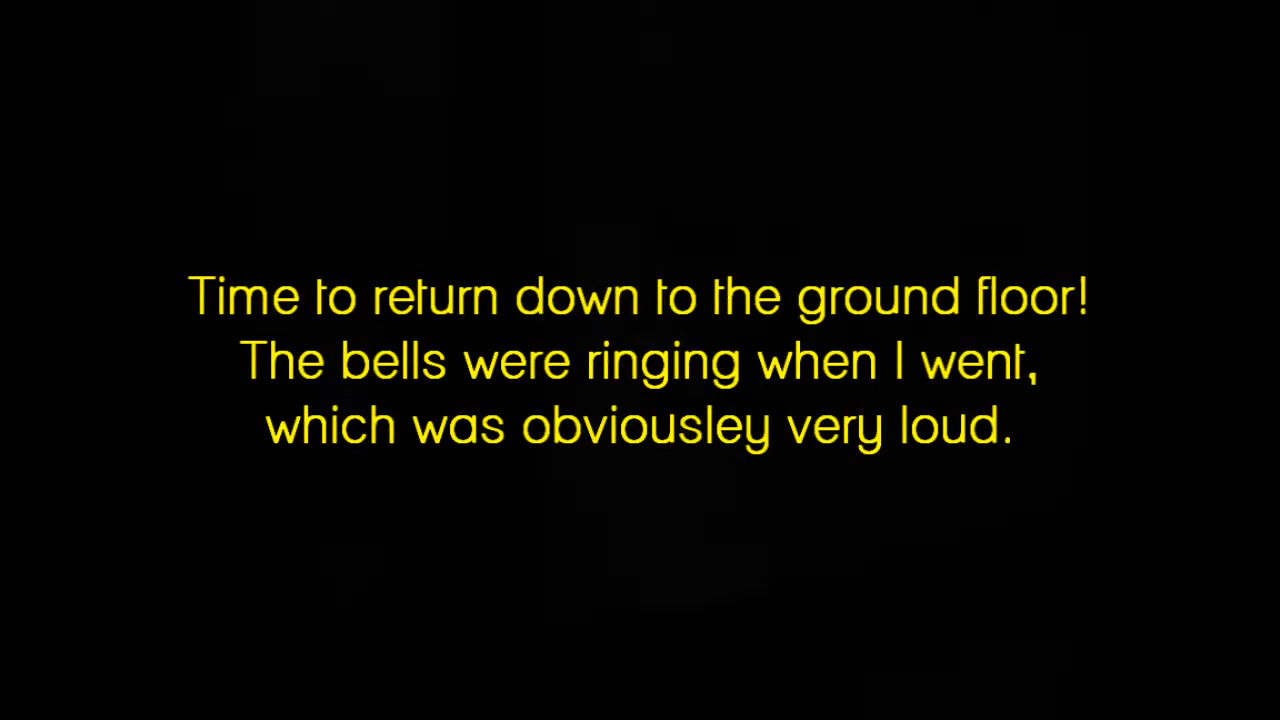 Time to return down to the ground floor!
The bells were ringing when I went,
which was obviousley very loud.